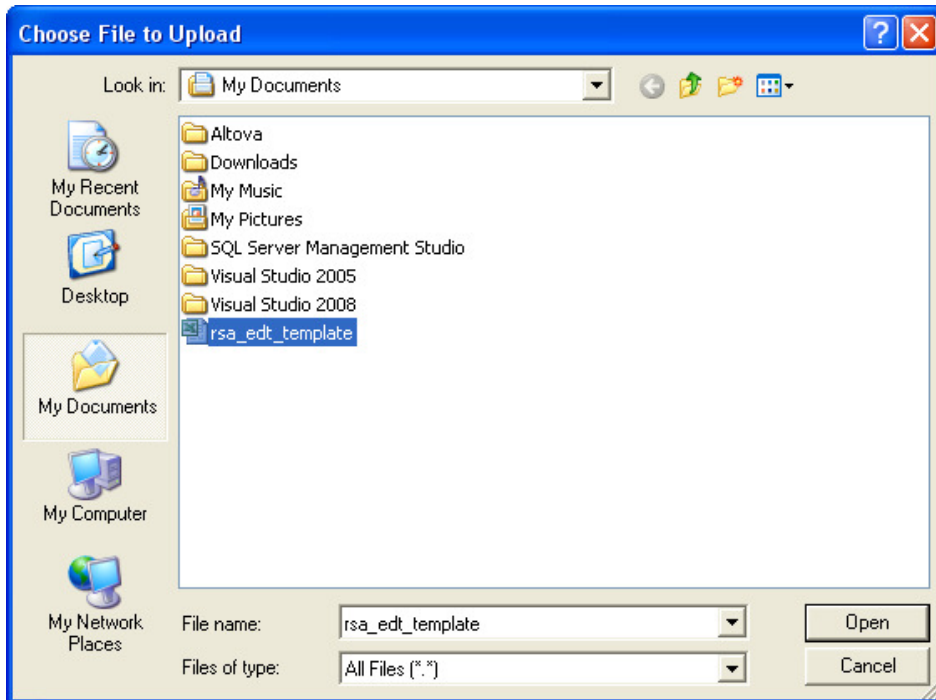 Choose File to Upload
Look in: My Documents
My Recent
Documents
Desktop
My Documents
My Computer
My Network
Places
Altova
Downloads
My Music
My Pictures
SQL Server Management Studio
Visual Studio 2005
Visual Studio 2008
rsa_edt_template
File name: rsa_edt_template Open
Files of type: All Files (*.*) Cancel